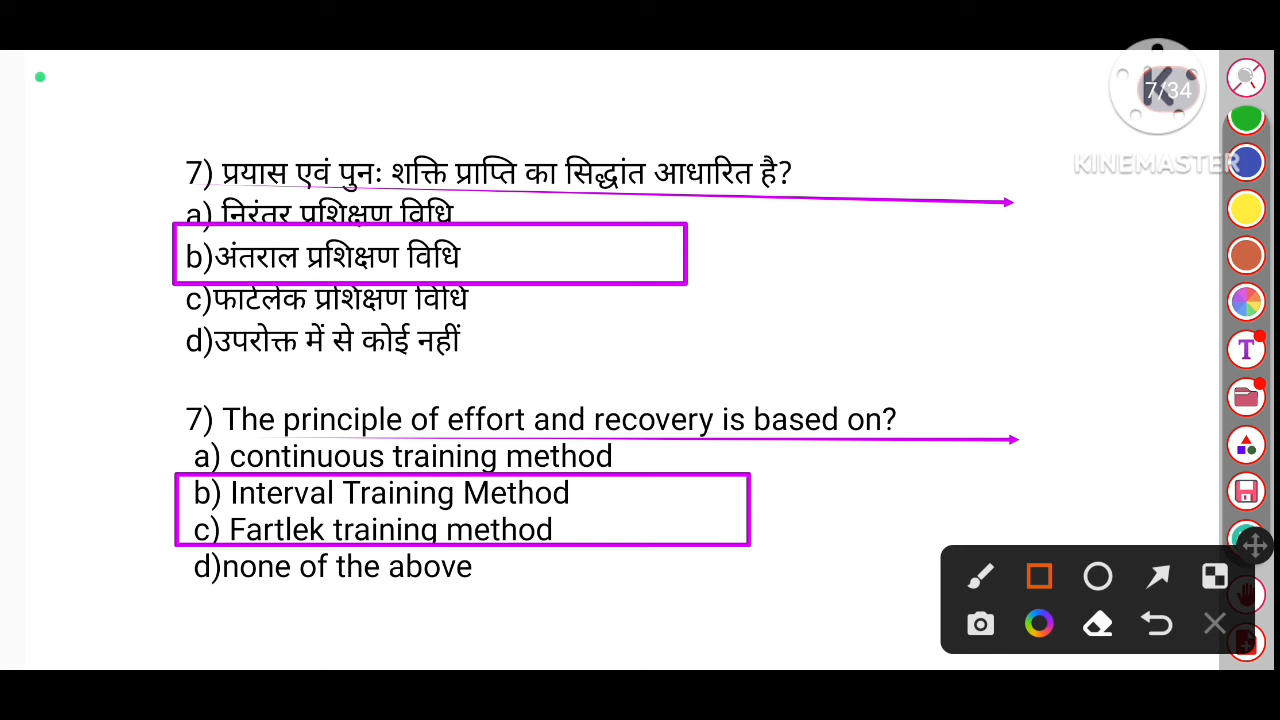 7/34
KINEMASTER
7) प्रयास एवं पुनः शक्ति प्राप्ति का सिद्धांत आधारित है?
a) निरंतर प्रशिक्षण विधि
b)अंतराल प्रशिक्षण विधि
c)फार्टलेक प्रशिक्षण विधि
d)उपरोक्त में से कोई नहीं
7) The principle of effort and recovery is based on?
a) continuous training method
b) Interval Training Method
c) Fartlek training method
d)none of the above